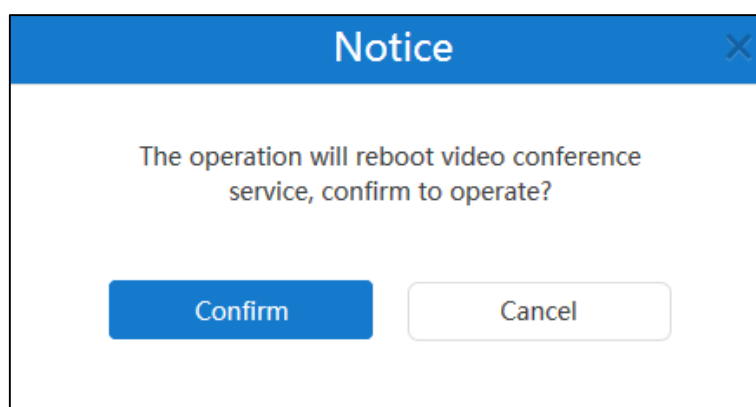 Notice
The operation will reboot video conference
service, confirm to operate?
Confirm
Cancel